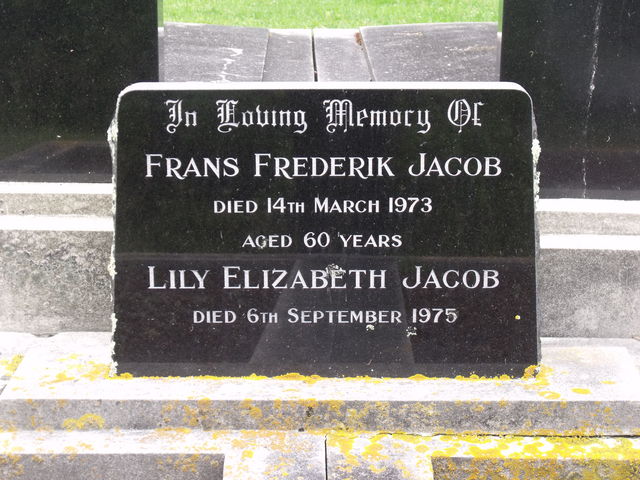 In Loving Memory Of
FRANS FREDERIK JACOB
DIED 14TH MARCH 1973
AGED 60 YEARS
LILY ELIZABETH JACOB
DIED 6TH SEPTEMBER 1975